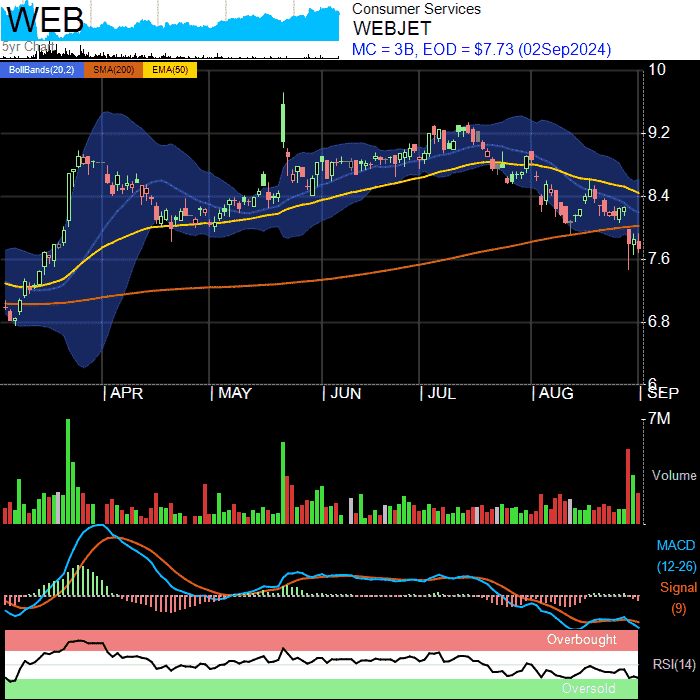 WEB
5yr Chart
Consumer Services
WEBJET
MC = 3B, EOD = $7.73 (02Sep2024)
BollBands(20,2) SMA(200) EMA(50)
10
9.2
8.4
7.6
6.8
6
APR MAY JUN JUL AUG SEP
7M
Volume
MACD
(12-26)
Signal
(9)
Overbought
RSI(14)
Oversold